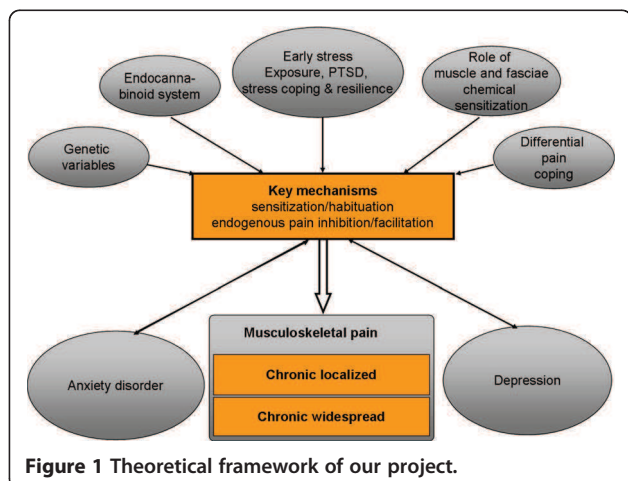 Early stress
Exposure, PTSD,
stress coping & resilience
Endocanna-
binoid system
Role of
muscle and fasciae
chemical
sensitization
Genetic
variables
Differential
pain
coping
Key mechanisms
sensitization/habituation
endogenous pain inhibition/facilitation
Musculoskeletal pain
Chronic localized
Chronic widespread
Anxiety disorder
Depression
Figure 1 Theoretical framework of our project.